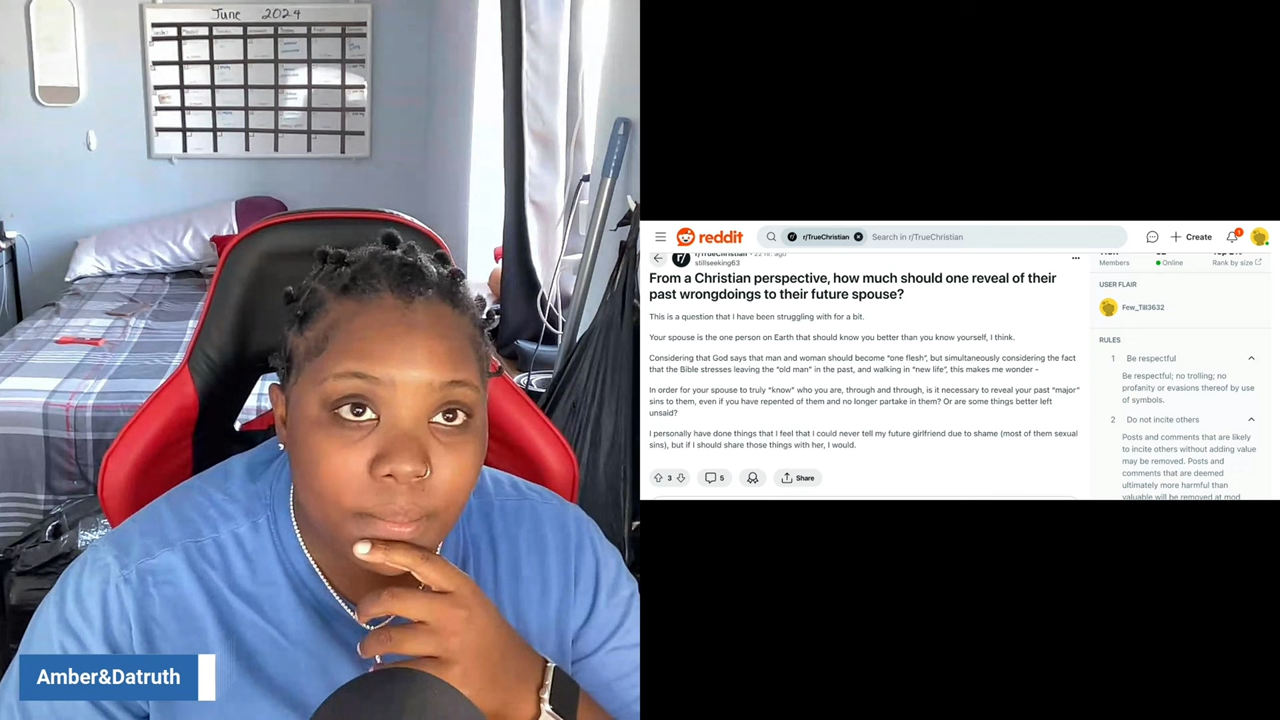 June 2024
Amber&Datruth
reddit
r/TrueChristian
Search in r/TrueChristian
Create
r/TrueChristian • 22 hr. ago
stillseeking63
From a Christian perspective, how much should one reveal of their
past wrongdoings to their future spouse?
This is a question that I have been struggling with for a bit.
Your spouse is the one person on Earth that should know you better than you know yourself, I think.
Considering that God says that man and woman should become “one flesh”, but simultaneously considering the fact
that the Bible stresses leaving the “old man” in the past, and walking in “new life”, this makes me wonder -
In order for your spouse to truly “know” who you are, through and through, is it necessary to reveal your past “major”
sins to them, even if you have repented of them and no longer partake in them? Or are some things better left
unsaid?
I personally have done things that I feel that I could never tell my future girlfriend due to shame (most of them sexual
sins), but if I should share those things with her, I would.
3
5
Share
Members
Online
Rank by size
USER FLAIR
Few_Till3632
RULES
1 Be respectful
Be respectful; no trolling; no
profanity or evasions thereof by use
of symbols.
2 Do not incite others
Posts and comments that are likely
to incite others without adding value
may be removed. Posts and
comments that are deemed
ultimately more harmful than
valuable will be removed at mod